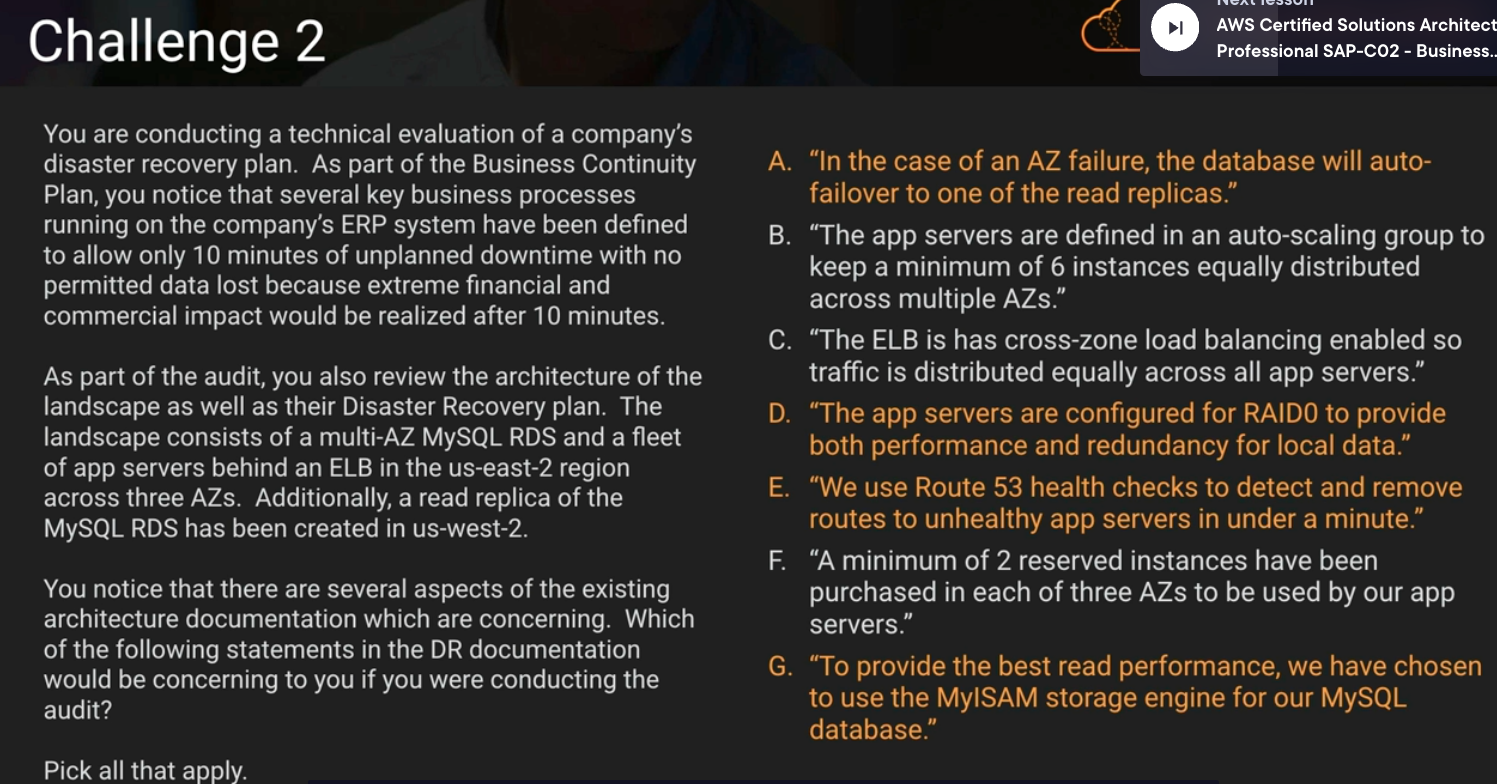 Challenge 2
Next lesson
AWS Certified Solutions Architect
Professional SAP-C02 - Business..
You are conducting a technical evaluation of a company's
disaster recovery plan.  As part of the Business Continuity
Plan, you notice that several key business processes
running on the company's ERP system have been defined
to allow only 10 minutes of unplanned downtime with no
permitted data lost because extreme financial and
commercial impact would be realized after 10 minutes.
As part of the audit, you also review the architecture of the
landscape as well as their Disaster Recovery plan.  The
landscape consists of a multi-AZ MySQL RDS and a fleet
of app servers behind an ELB in the us-east-2 region
across three AZs.  Additionally, a read replica of the
MySQL RDS has been created in us-west-2.
You notice that there are several aspects of the existing
architecture documentation which are concerning.  Which
of the following statements in the DR documentation
would be concerning to you if you were conducting the
audit?
Pick all that apply.
A. “In the case of an AZ failure, the database will auto-
failover to one of the read replicas.”
B. “The app servers are defined in an auto-scaling group to
keep a minimum of 6 instances equally distributed
across multiple AZs.”
C. “The ELB is has cross-zone load balancing enabled so
traffic is distributed equally across all app servers.”
D. “The app servers are configured for RAID0 to provide
both performance and redundancy for local data.”
E. “We use Route 53 health checks to detect and remove
routes to unhealthy app servers in under a minute.”
F. “A minimum of 2 reserved instances have been
purchased in each of three AZs to be used by our app
servers.”
G. “To provide the best read performance, we have chosen
to use the MyISAM storage engine for our MySQL
database.”